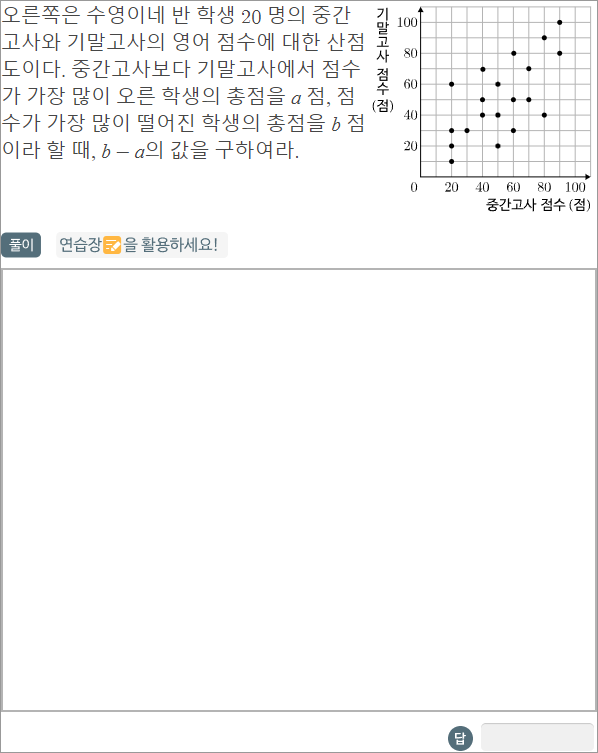 오른쪽은 수영이네 반 학생 20 명의 중간
고사와 기말고사의 영어 점수에 대한 산점
도이다. 중간고사보다 기말고사에서 점수
가 가장 많이 오른 학생의 총점을 a 점, 점
수가 가장 많이 떨어진 학생의 총점을 b 점
이라 할 때, b − a의 값을 구하여라.
기말고사 점수 (점)
100
80
60
40
20
0 20 40 60 80 100
중간고사 점수 (점)
풀이 연습장을 활용하세요!
답